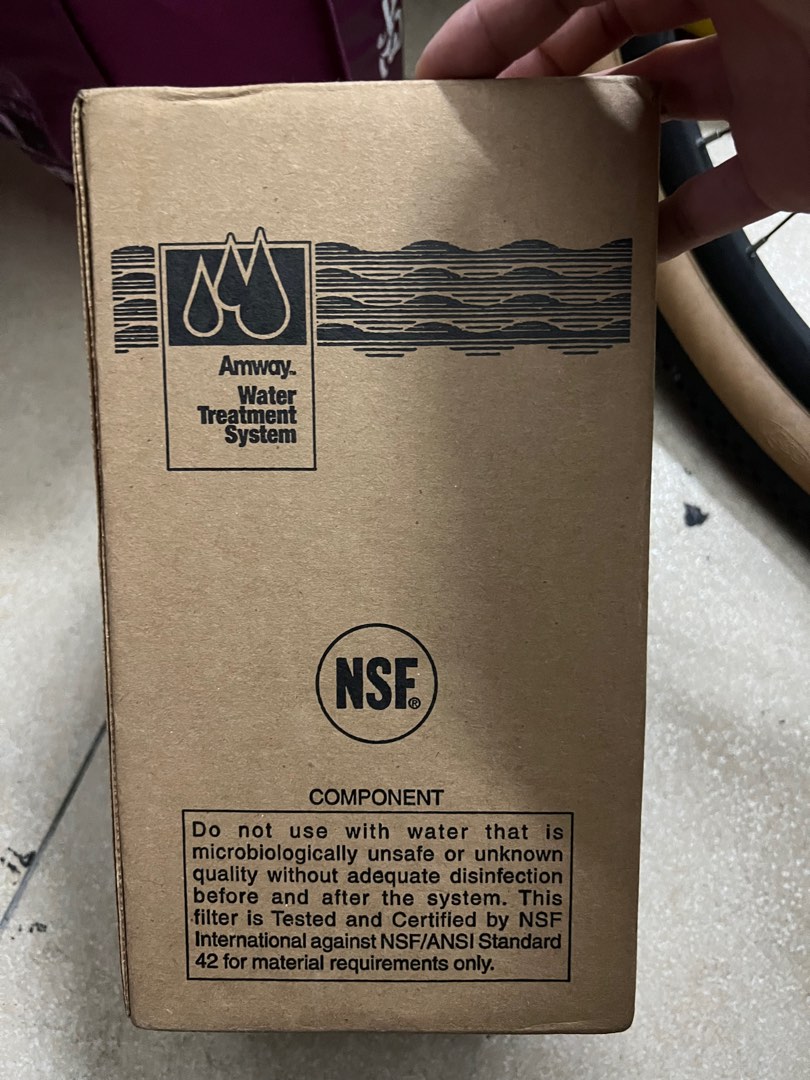 Amway™
Water
Treatment
System
NSF®
COMPONENT
Do not use with water that is
microbiologically unsafe or unknown
quality without adequate disinfection
before and after the system. This
filter is Tested and Certified by NSF
International against NSF/ANSI Standard
42 for material requirements only.